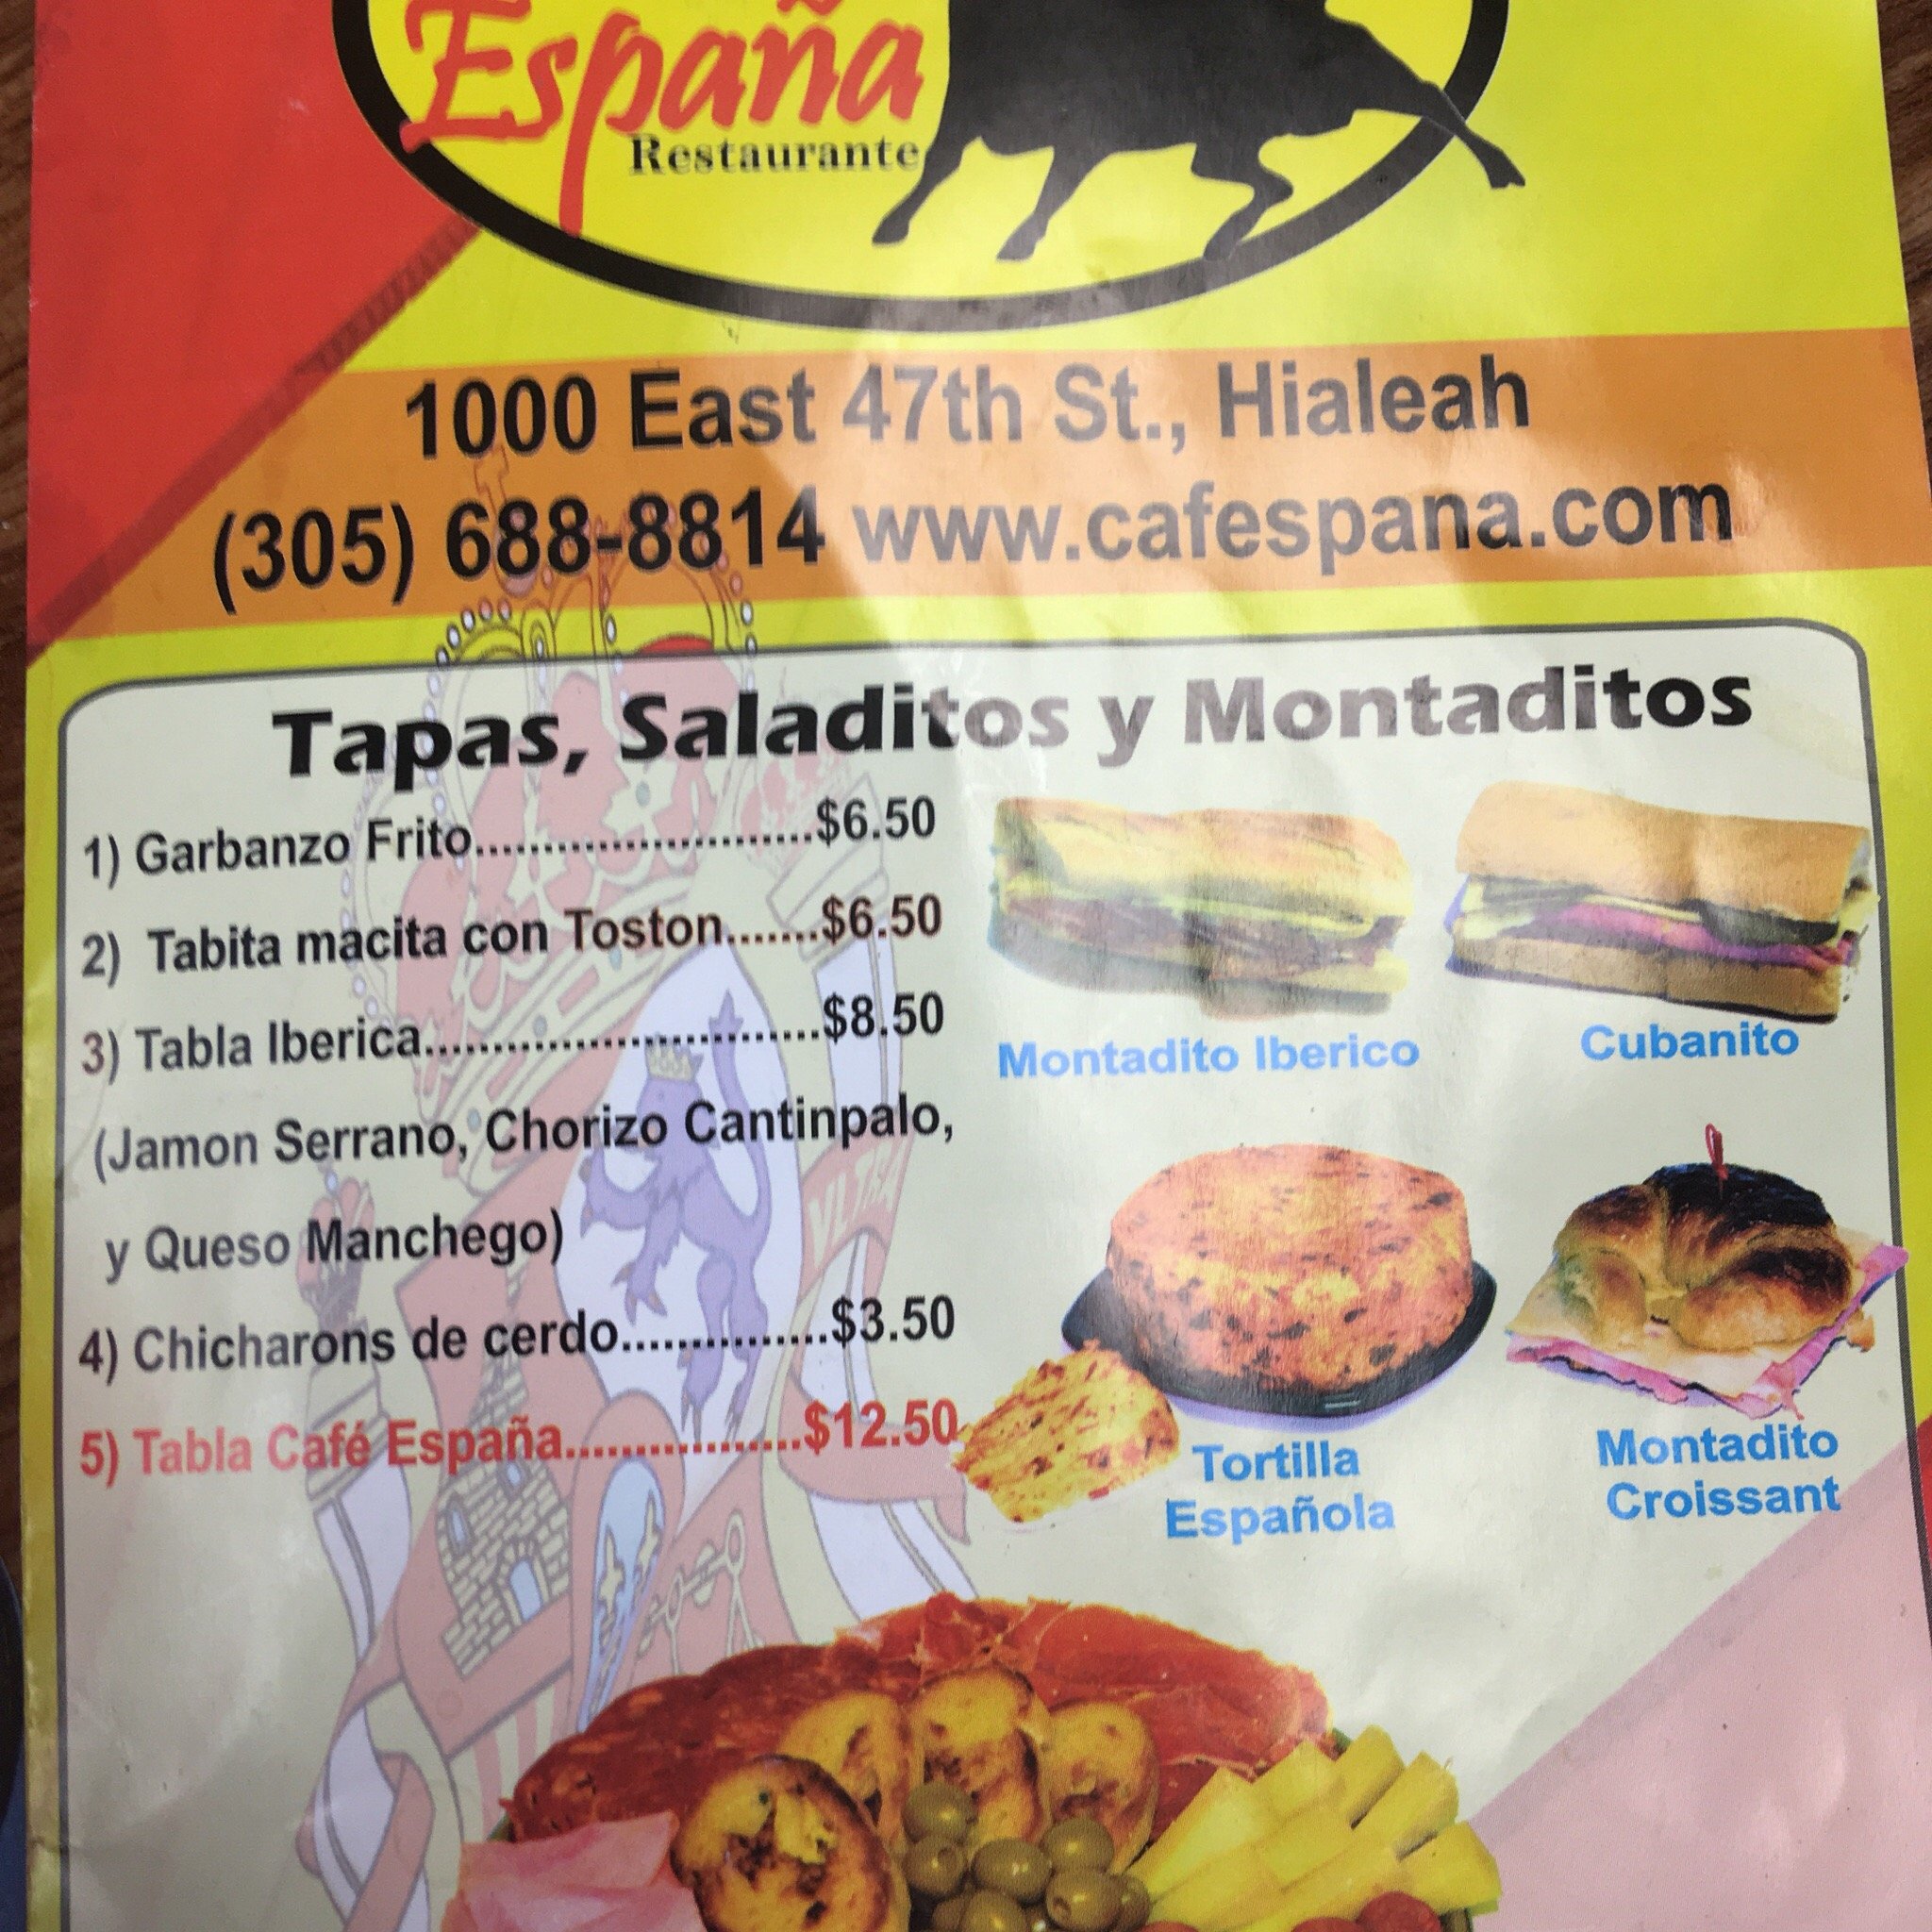 España
Restaurante
1000 East 47th St., Hialeah
(305) 688-8814 www.cafespana.com
Tapas, Saladitos y Montaditos
1) Garbanzo Frito........................$6.50
2) Tabita macita con Toston.......$6.50
3) Tabla Iberica..............................$8.50
(Jamon Serrano, Chorizo Cantinpalo,
y Queso Manchego)
4) Chicharons de cerdo...............$3.50
5) Tabla Café España.................$12.50
Montadito Iberico
Cubanito
Tortilla
Española
Montadito
Croissant